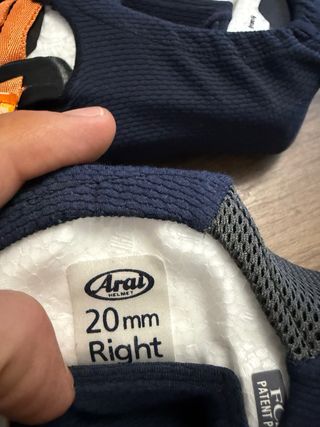 Arai
HELMET
20mm
Right
PATENT P